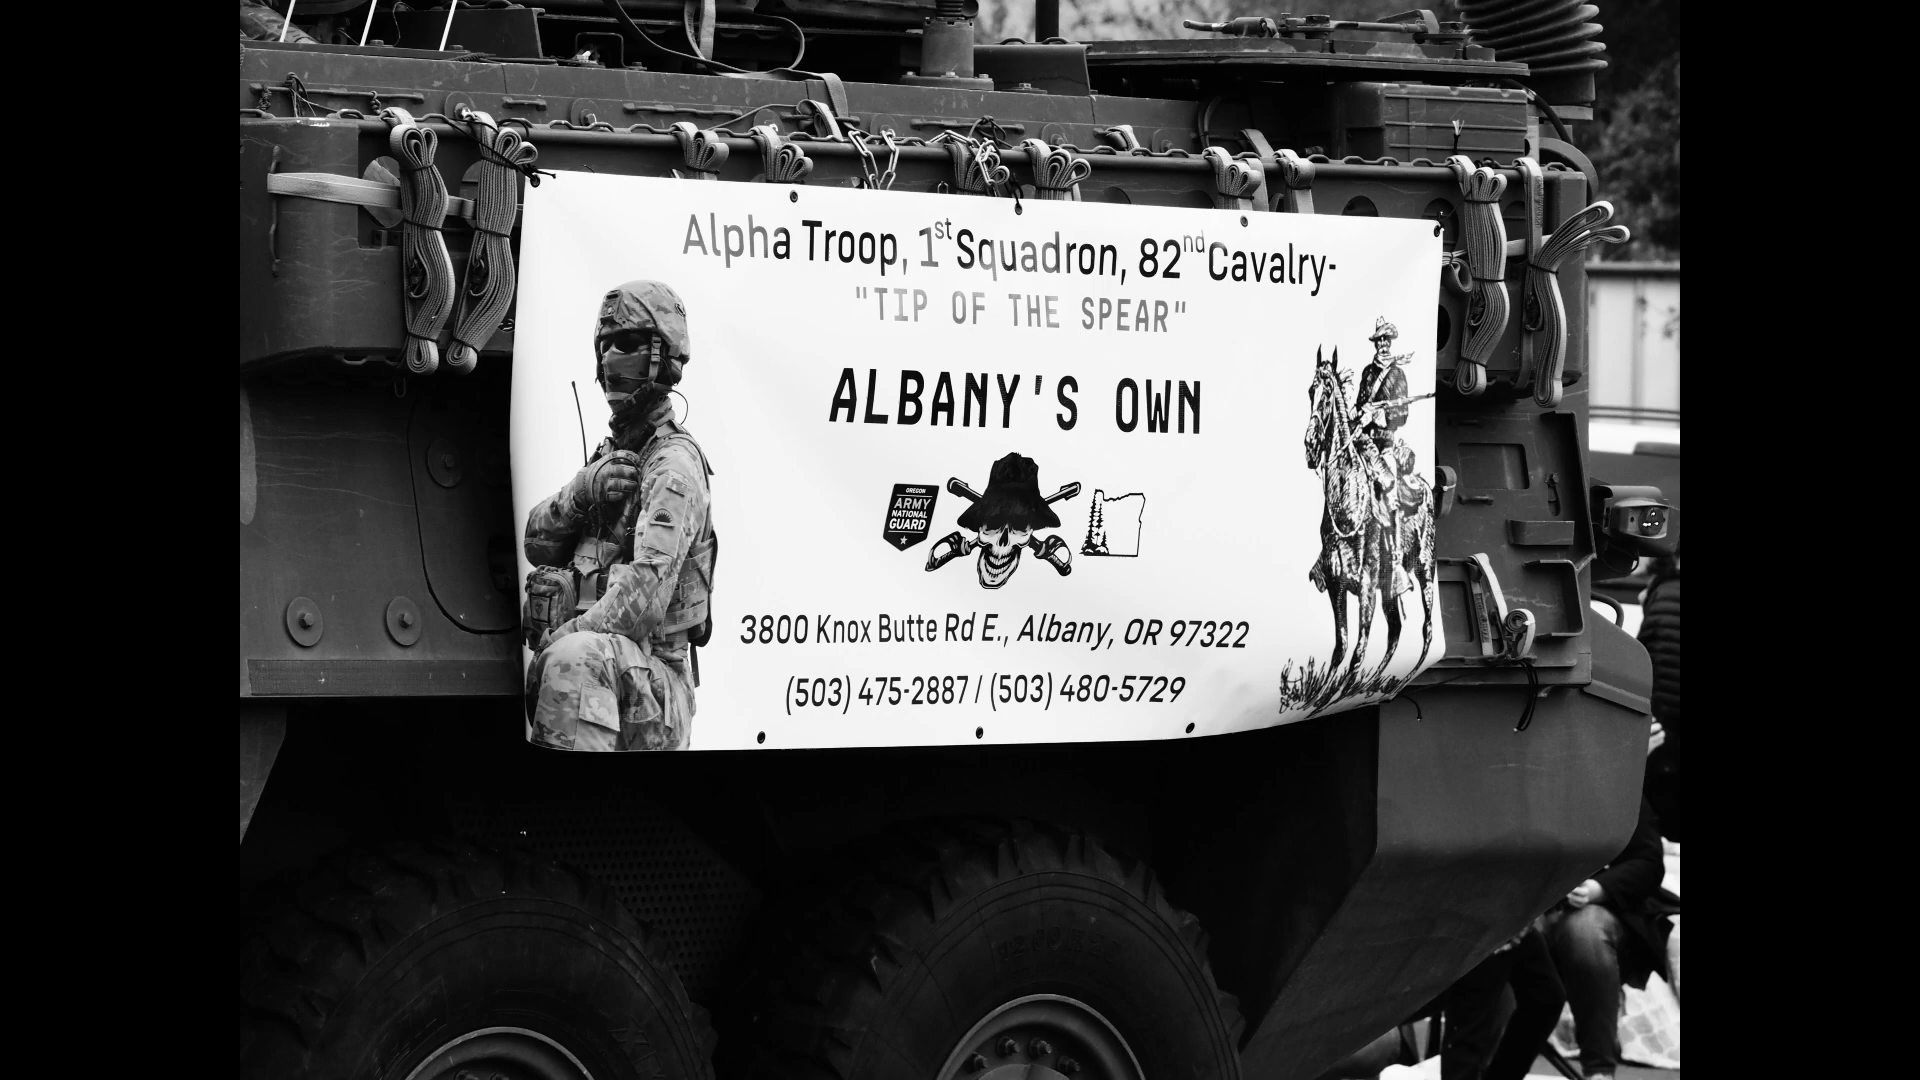 Alpha Troop, 1st Squadron, 82nd Cavalry-
"TIP OF THE SPEAR"
ALBANY'S OWN
OREGON
ARMY
NATIONAL
GUARD
3800 Knox Butte Rd E., Albany, OR 97322
(503) 475-2887 / (503) 480-5729